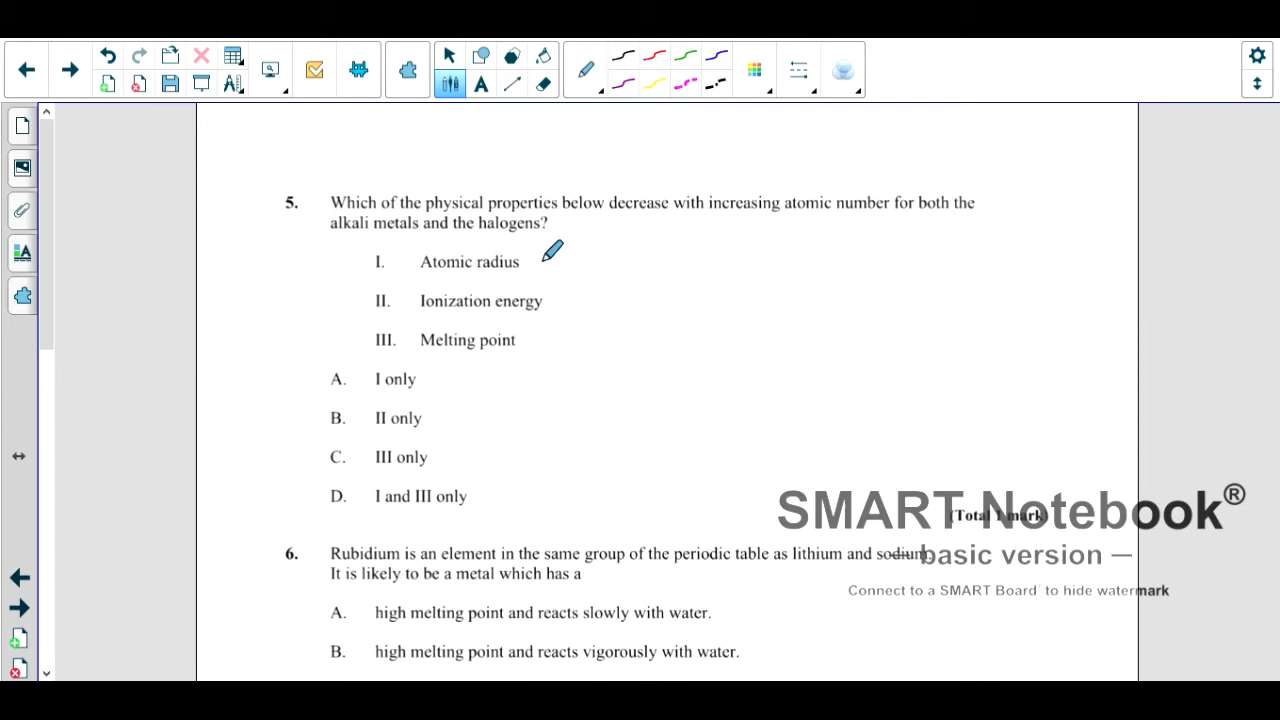 5. Which of the physical properties below decrease with increasing atomic number for both the
alkali metals and the halogens?
I. Atomic radius
II. Ionization energy
III. Melting point
A. I only
B. II only
C. III only
D. I and III only
(Total 1 mark)
SMART Notebook®
basic version —
Connect to a SMART Board to hide watermark
6. Rubidium is an element in the same group of the periodic table as lithium and sodium.
It is likely to be a metal which has a
A. high melting point and reacts slowly with water.
B. high melting point and reacts vigorously with water.